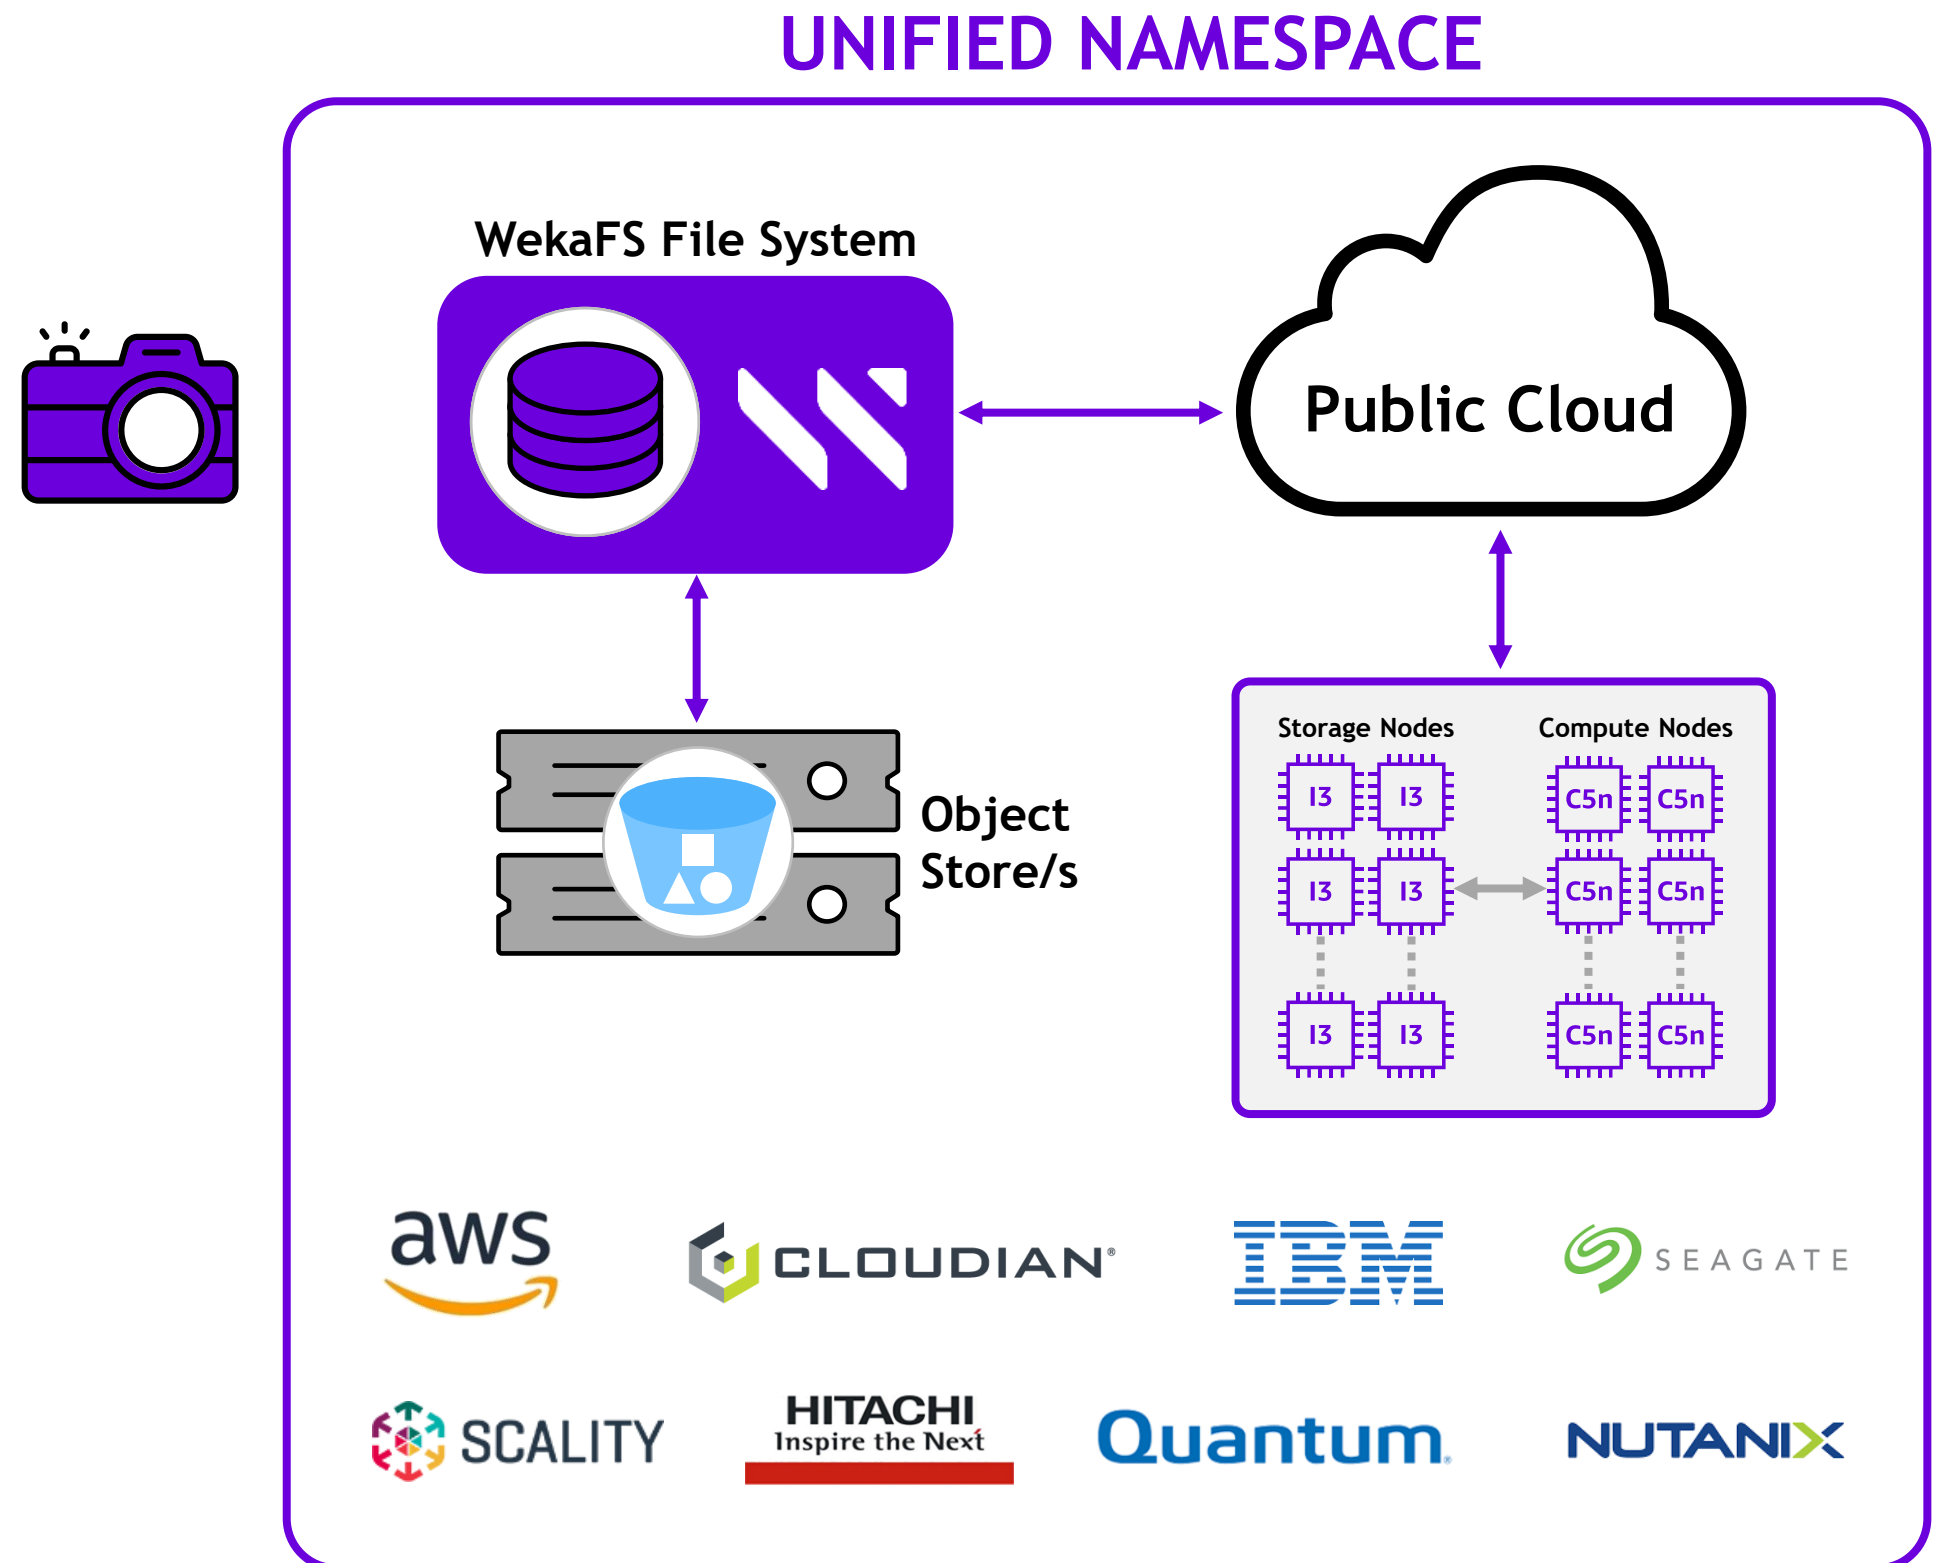 UNIFIED NAMESPACE
WekaFS File System
Public Cloud
Object
Store/s
Storage Nodes Compute Nodes
I3 I3 C5n C5n
I3 I3 C5n C5n
I3 I3 C5n C5n
aws CLOUDIAN® IBM SEAGATE
SCALITY HITACHI Quantum® NUTANIX
Inspire the Next